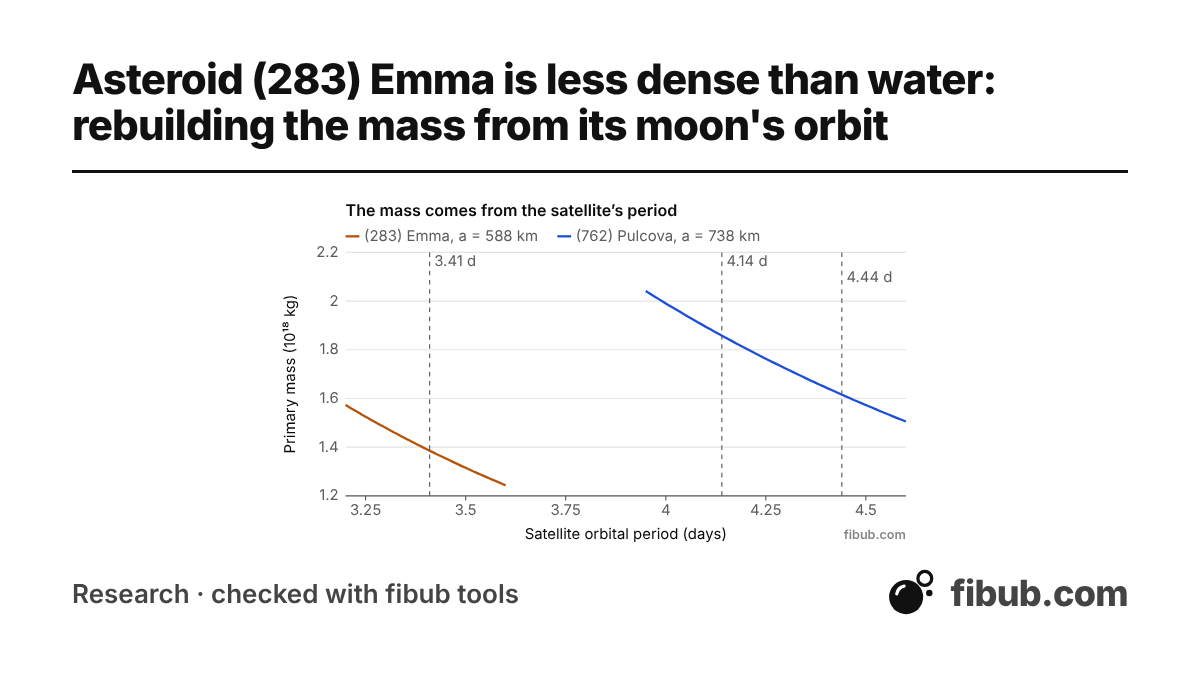 Asteroid (283) Emma is less dense than water:
rebuilding the mass from its moon's orbit
The mass comes from the satellite’s period
(283) Emma, a = 588 km (762) Pulcova, a = 738 km
2.2
2
1.8
1.6
1.4
1.2
Primary mass (10¹⁸ kg)
3.41 d
4.14 d
4.44 d
3.25 3.5 3.75 4 4.25 4.5
Satellite orbital period (days)
fibub.com
Research · checked with fibub tools
fibub.com